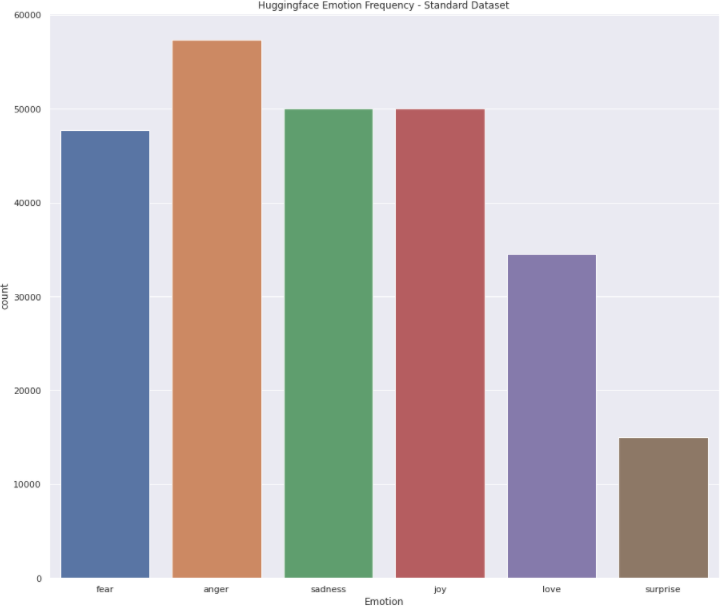 Huggingface Emotion Frequency - Standard Dataset
60000
50000
40000
30000
20000
10000
0
count
fear anger sadness joy love surprise
Emotion